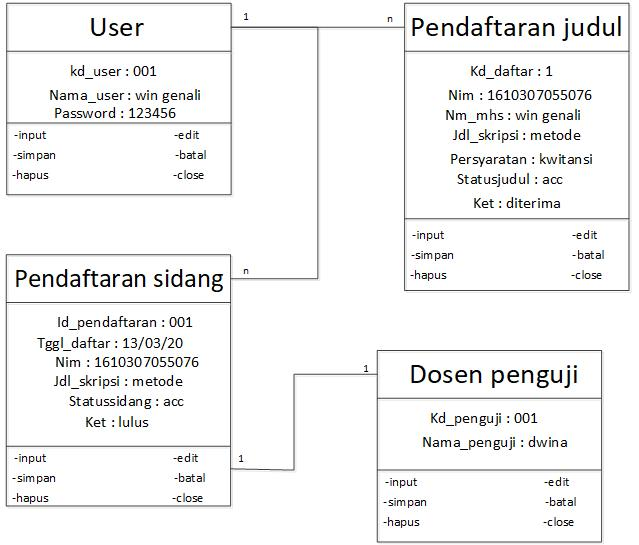 User
kd_user : 001
Nama_user : win genali
Password : 123456
-input -edit
-simpan -batal
-hapus -close
1
n
Pendaftaran judul
Kd_daftar : 1
Nim : 1610307055076
Nm_mhs : win genali
Jdl_skripsi : metode
Persyaratan : kwitansi
Statusjudul : acc
Ket : diterima
-input -edit
-simpan -batal
-hapus -close
n
Pendaftaran sidang
Id_pendaftaran : 001
Tggl_daftar : 13/03/20
Nim : 1610307055076
Jdl_skripsi : metode
Statussidang : acc
Ket : lulus
-input -edit
-simpan -batal
-hapus -close
1
1
Dosen penguji
Kd_penguji : 001
Nama_penguji : dwina
-input -edit
-simpan -batal
-hapus -close